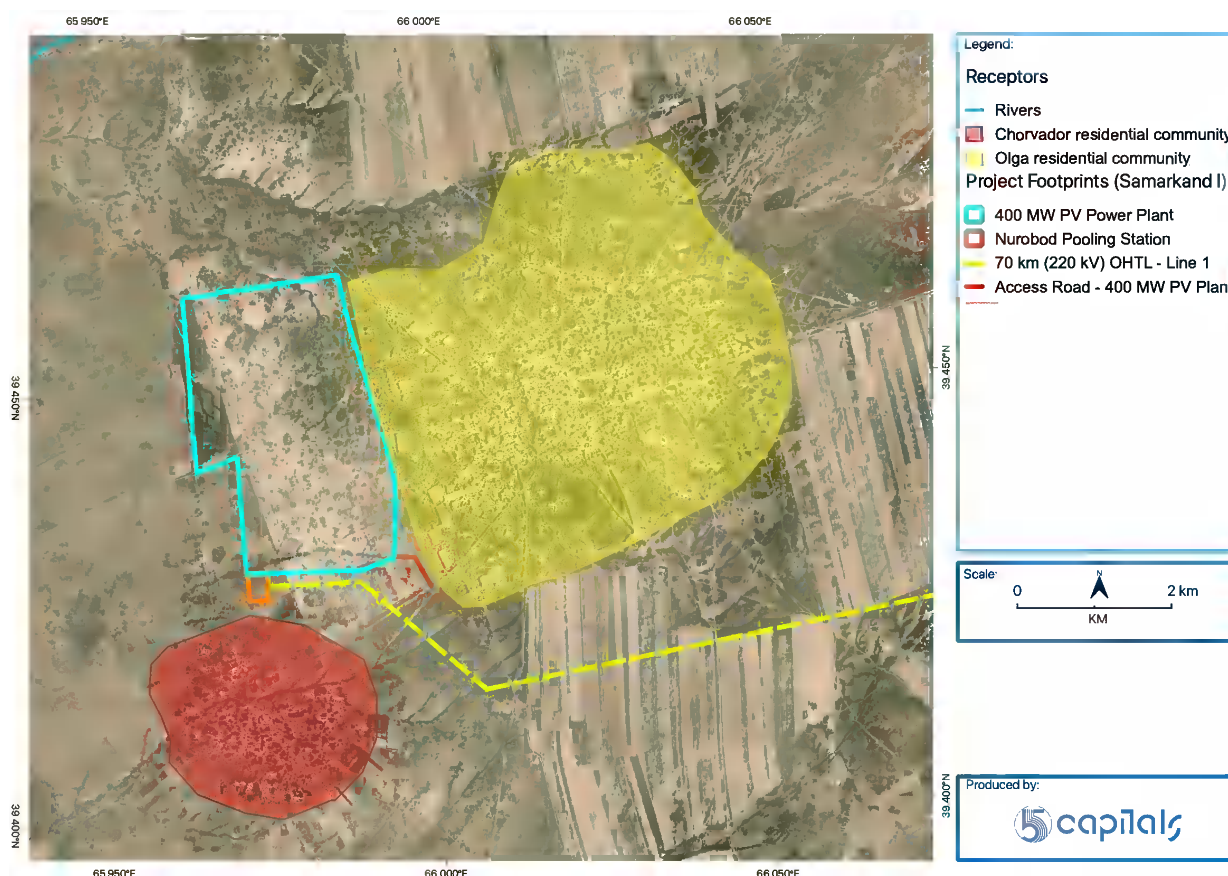 65 950°E 66 000°E 66 050°E
39 450°N
39 400°N
39.450°N
39.400°N
65 950°E 66 000°E 66 050°E
Legend:
Receptors
Rivers
Chorvador residential community
Olga residential community
Project Footprints (Samarkand I)
400 MW PV Power Plant
Nurobod Pooling Station
70 km (220 kV) OHTL - Line 1
Access Road - 400 MW PV Plan
Scale:
0 N 2 km
KM
Produced by:
5 capitals